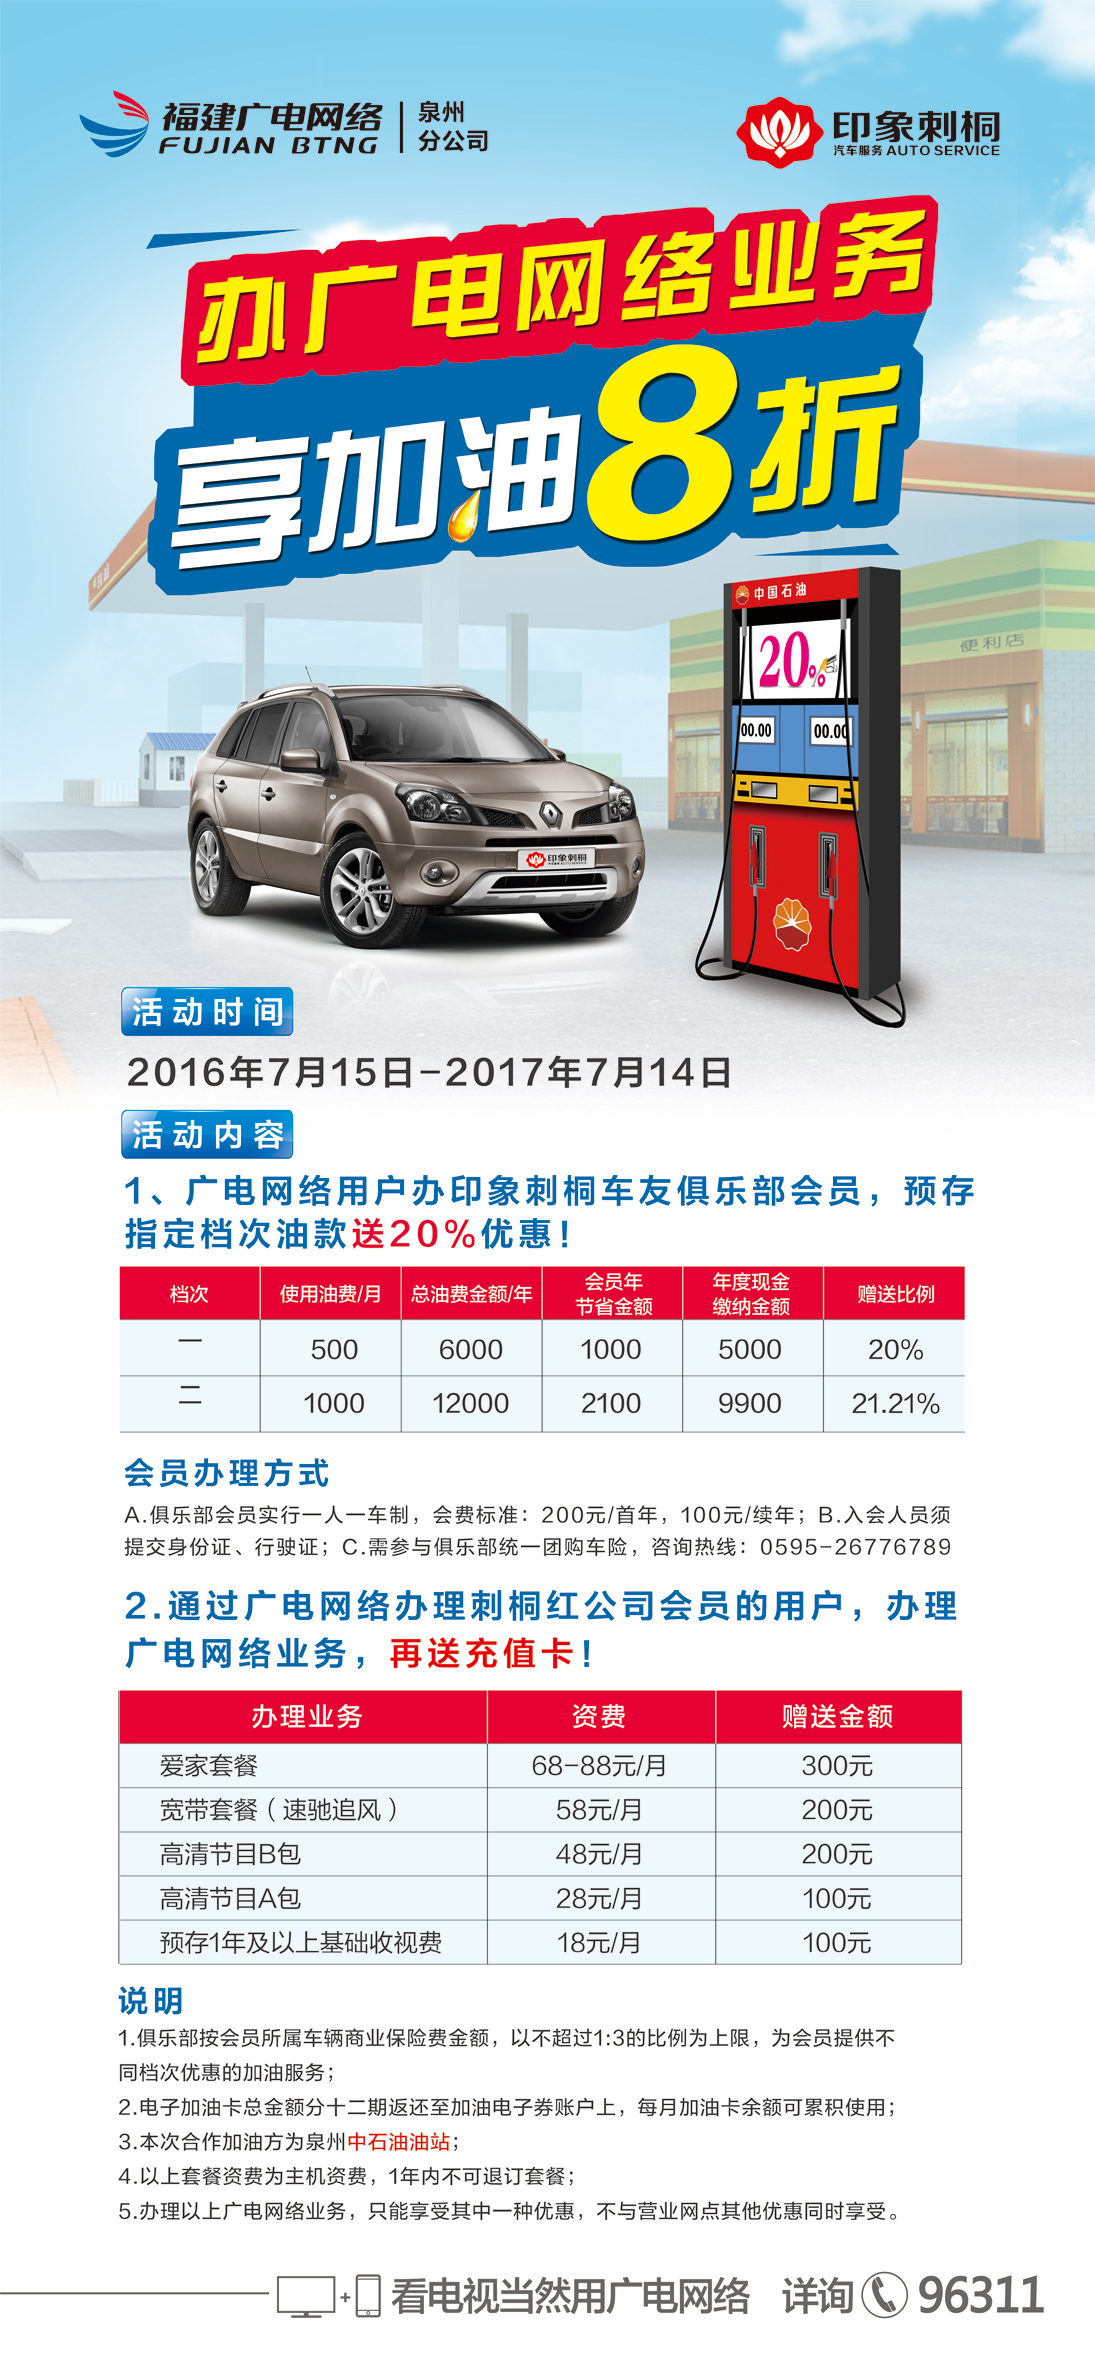 福建广电网络
FUJIAN BTNG
泉州
分公司
印象刺桐
汽车服务 AUTO SERVICE
办广电网络业务
享加油8折
中国石油
20%
00.00
00.00
便利店
印象刺桐
活动时间
2016年7月15日-2017年7月14日
活动内容
1、广电网络用户办印象刺桐车友俱乐部会员，预存
指定档次油款送20%优惠！
档次 使用油费/月 总油费金额/年 会员年节省金额 年度现金缴纳金额 赠送比例
一 500 6000 1000 5000 20%
二 1000 12000 2100 9900 21.21%
会员办理方式
A.俱乐部会员实行一人一车制，会费标准：200元/首年，100元/续年；B.入会人员须
提交身份证、行驶证；C.需参与俱乐部统一团购车险，咨询热线：0595-26776789
2.通过广电网络办理刺桐红公司会员的用户，办理
广电网络业务，再送充值卡！
办理业务 资费 赠送金额
爱家套餐 68-88元/月 300元
宽带套餐（速驰追风） 58元/月 200元
高清节目B包 48元/月 200元
高清节目A包 28元/月 100元
预存1年及以上基础收视费 18元/月 100元
说明
1.俱乐部按会员所属车辆商业保险费金额，以不超过1:3的比例为上限，为会员提供不
同档次优惠的加油服务；
2.电子加油卡总金额分十二期返还至加油电子券账户上，每月加油卡余额可累积使用；
3.本次合作加油方为泉州中石油油站；
4.以上套餐资费为主机资费，1年内不可退订套餐；
5.办理以上广电网络业务，只能享受其中一种优惠，不与营业网点其他优惠同时享受。
看电视当然用广电网络 详询 96311